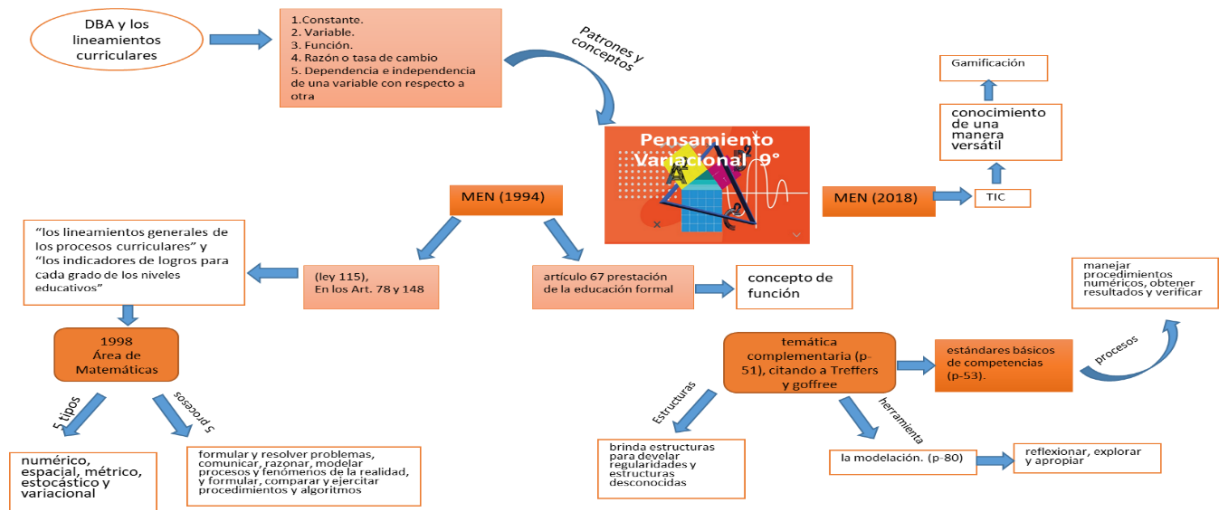 DBA y los
lineamientos
curriculares
1.Constante.
2. Variable.
3. Función.
4. Razón o tasa de cambio
5. Dependencia e independencia
de una variable con respecto a
otra
Patrones y
conceptos
Pensamiento
Variacional 9°
Gamificación
conocimiento
de una
manera
versátil
TIC
MEN (2018)
MEN (1994)
"los lineamientos generales de
los procesos curriculares" y
"los indicadores de logros para
cada grado de los niveles
educativos"
(ley 115),
En los Art. 78 y 148
artículo 67 prestación
de la educación formal
concepto de
función
manejar
procedimientos
numéricos, obtener
resultados y verificar
procesos
1998
Área de
Matemáticas
temática
complementaria (p-
51), citando a Treffers
y goffree
estándares básicos
de competencias
(p-53).
5 tipos
5 procesos
Estructuras
herramienta
numérico,
espacial, métrico,
estocástico y
variacional
formular y resolver problemas,
comunicar, razonar, modelar
procesos y fenómenos de la realidad,
y formular, comparar y ejercitar
procedimientos y algoritmos
brinda estructuras
para develar
regularidades y
estructuras
desconocidas
la modelación. (p-80)
reflexionar, explorar
y apropiar